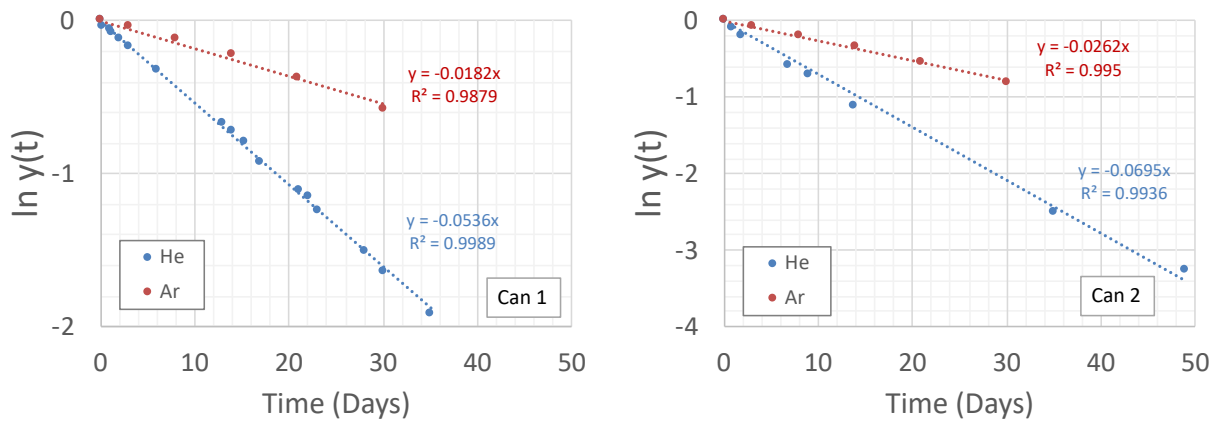 0
-1
-2
ln y(t)
0
10
20
30
40
50
Time (Days)
y = -0.0182x
R² = 0.9879
y = -0.0536x
R² = 0.9989
He
Ar
Can 1
0
-1
-2
-3
-4
ln y(t)
0
10
20
30
40
50
Time (Days)
y = -0.0262x
R² = 0.995
y = -0.0695x
R² = 0.9936
He
Ar
Can 2